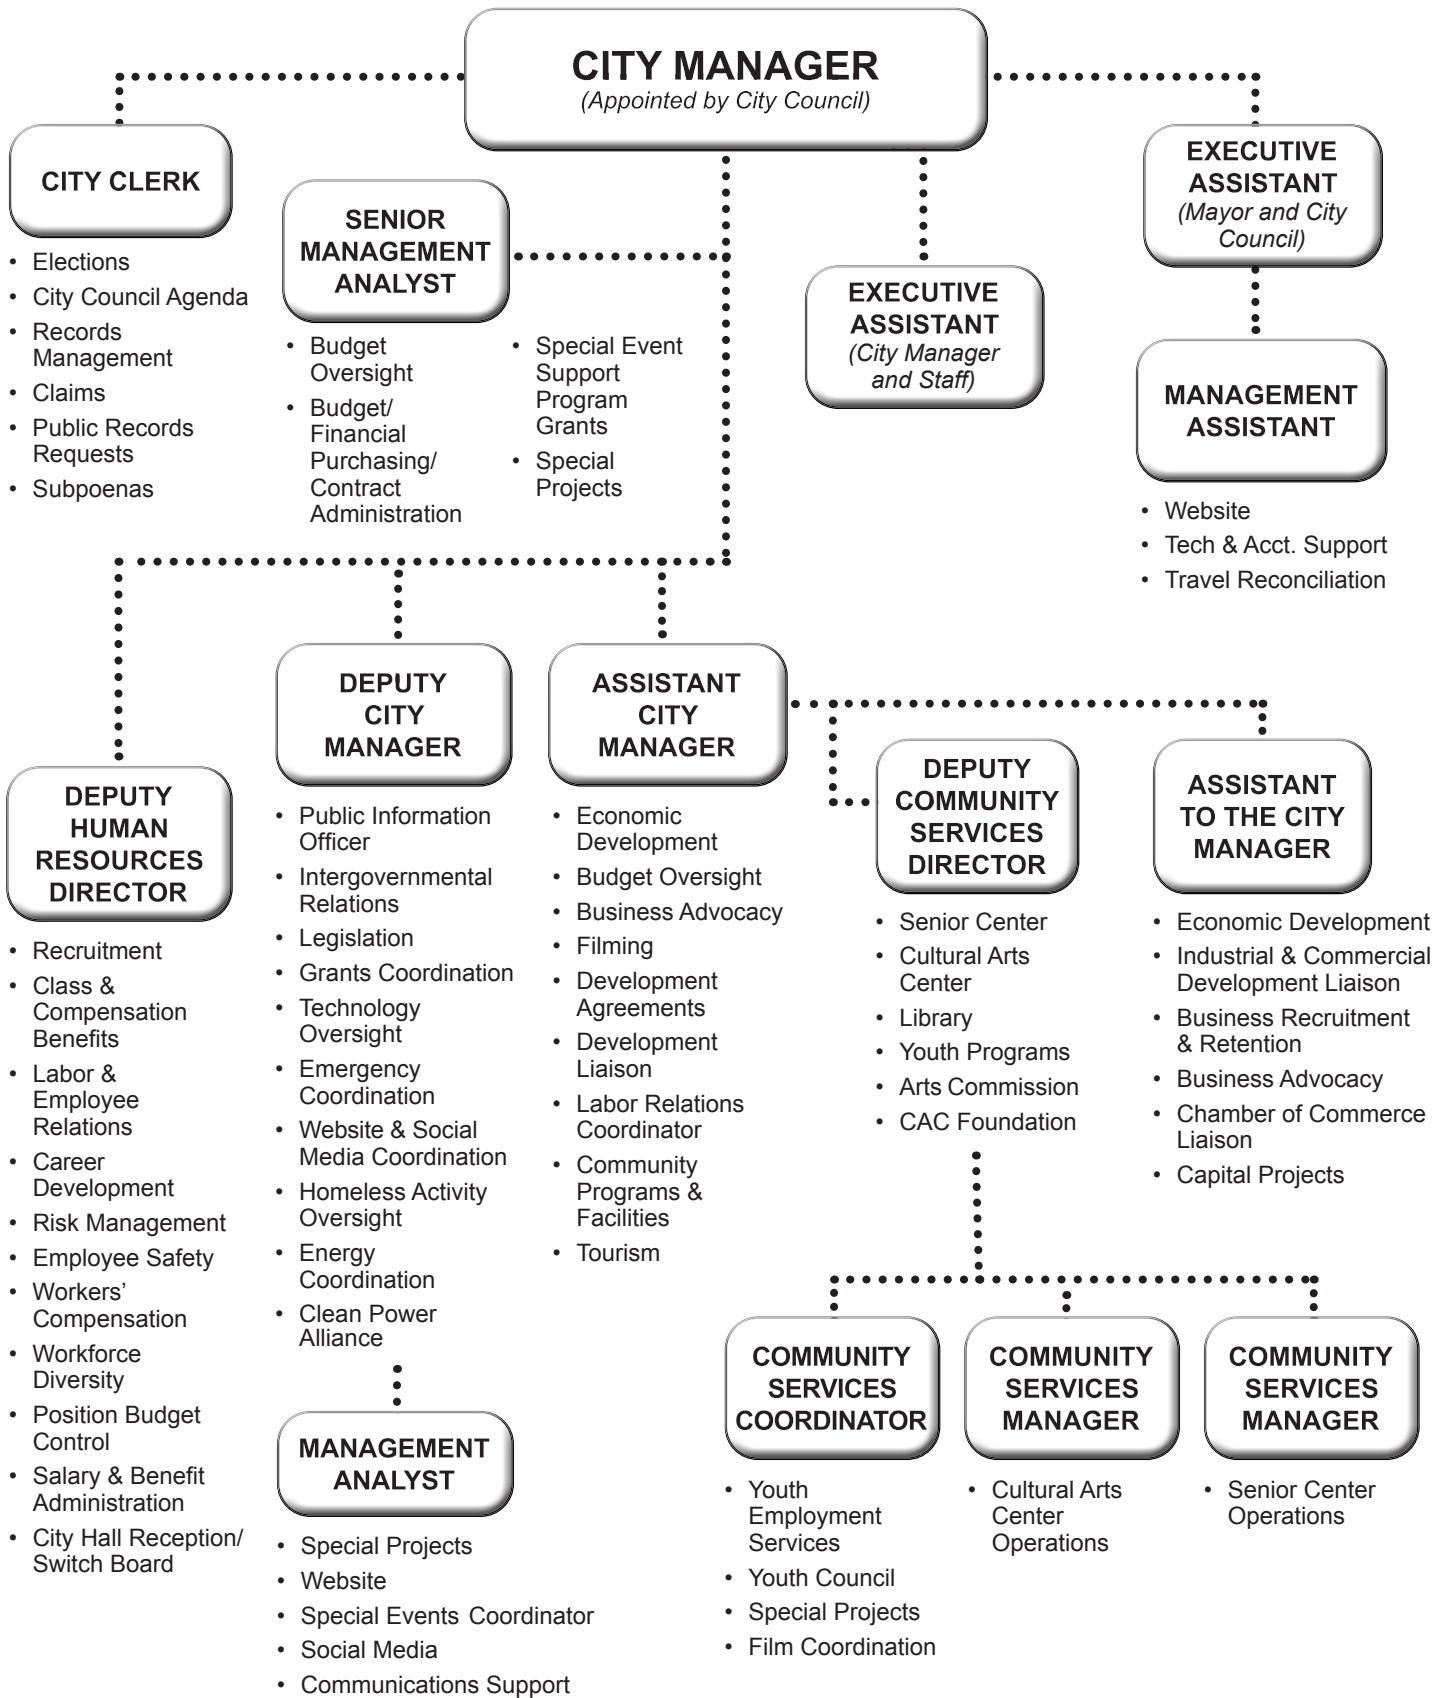 CITY MANAGER
(Appointed by City Council)
CITY CLERK
• Elections
• City Council Agenda
• Records
Management
• Claims
• Public Records
Requests
• Subpoenas
SENIOR
MANAGEMENT
ANALYST
• Budget
Oversight
• Budget/
Financial
Purchasing/
Contract
Administration
• Special Event
Support
Program
Grants
• Special
Projects
EXECUTIVE
ASSISTANT
(City Manager
and Staff)
EXECUTIVE
ASSISTANT
(Mayor and City
Council)
MANAGEMENT
ASSISTANT
• Website
• Tech & Acct. Support
• Travel Reconciliation
DEPUTY
HUMAN
RESOURCES
DIRECTOR
• Recruitment
• Class &
Compensation
Benefits
• Labor &
Employee
Relations
• Career
Development
• Risk Management
• Employee Safety
• Workers’
Compensation
• Workforce
Diversity
• Position Budget
Control
• Salary & Benefit
Administration
• City Hall Reception/
Switch Board
DEPUTY
CITY
MANAGER
• Public Information
Officer
• Intergovernmental
Relations
• Legislation
• Grants Coordination
• Technology
Oversight
• Emergency
Coordination
• Website & Social
Media Coordination
• Homeless Activity
Oversight
• Energy
Coordination
• Clean Power
Alliance
MANAGEMENT
ANALYST
• Special Projects
• Website
• Special Events Coordinator
• Social Media
• Communications Support
ASSISTANT
CITY
MANAGER
• Economic
Development
• Budget Oversight
• Business Advocacy
• Filming
• Development
Agreements
• Development
Liaison
• Labor Relations
Coordinator
• Community
Programs &
Facilities
• Tourism
DEPUTY
COMMUNITY
SERVICES
DIRECTOR
• Senior Center
• Cultural Arts
Center
• Library
• Youth Programs
• Arts Commission
• CAC Foundation
ASSISTANT
TO THE CITY
MANAGER
• Economic Development
• Industrial & Commercial
Development Liaison
• Business Recruitment
& Retention
• Business Advocacy
• Chamber of Commerce
Liaison
• Capital Projects
COMMUNITY
SERVICES
COORDINATOR
• Youth
Employment
Services
• Youth Council
• Special Projects
• Film Coordination
COMMUNITY
SERVICES
MANAGER
• Cultural Arts
Center
Operations
COMMUNITY
SERVICES
MANAGER
• Senior Center
Operations